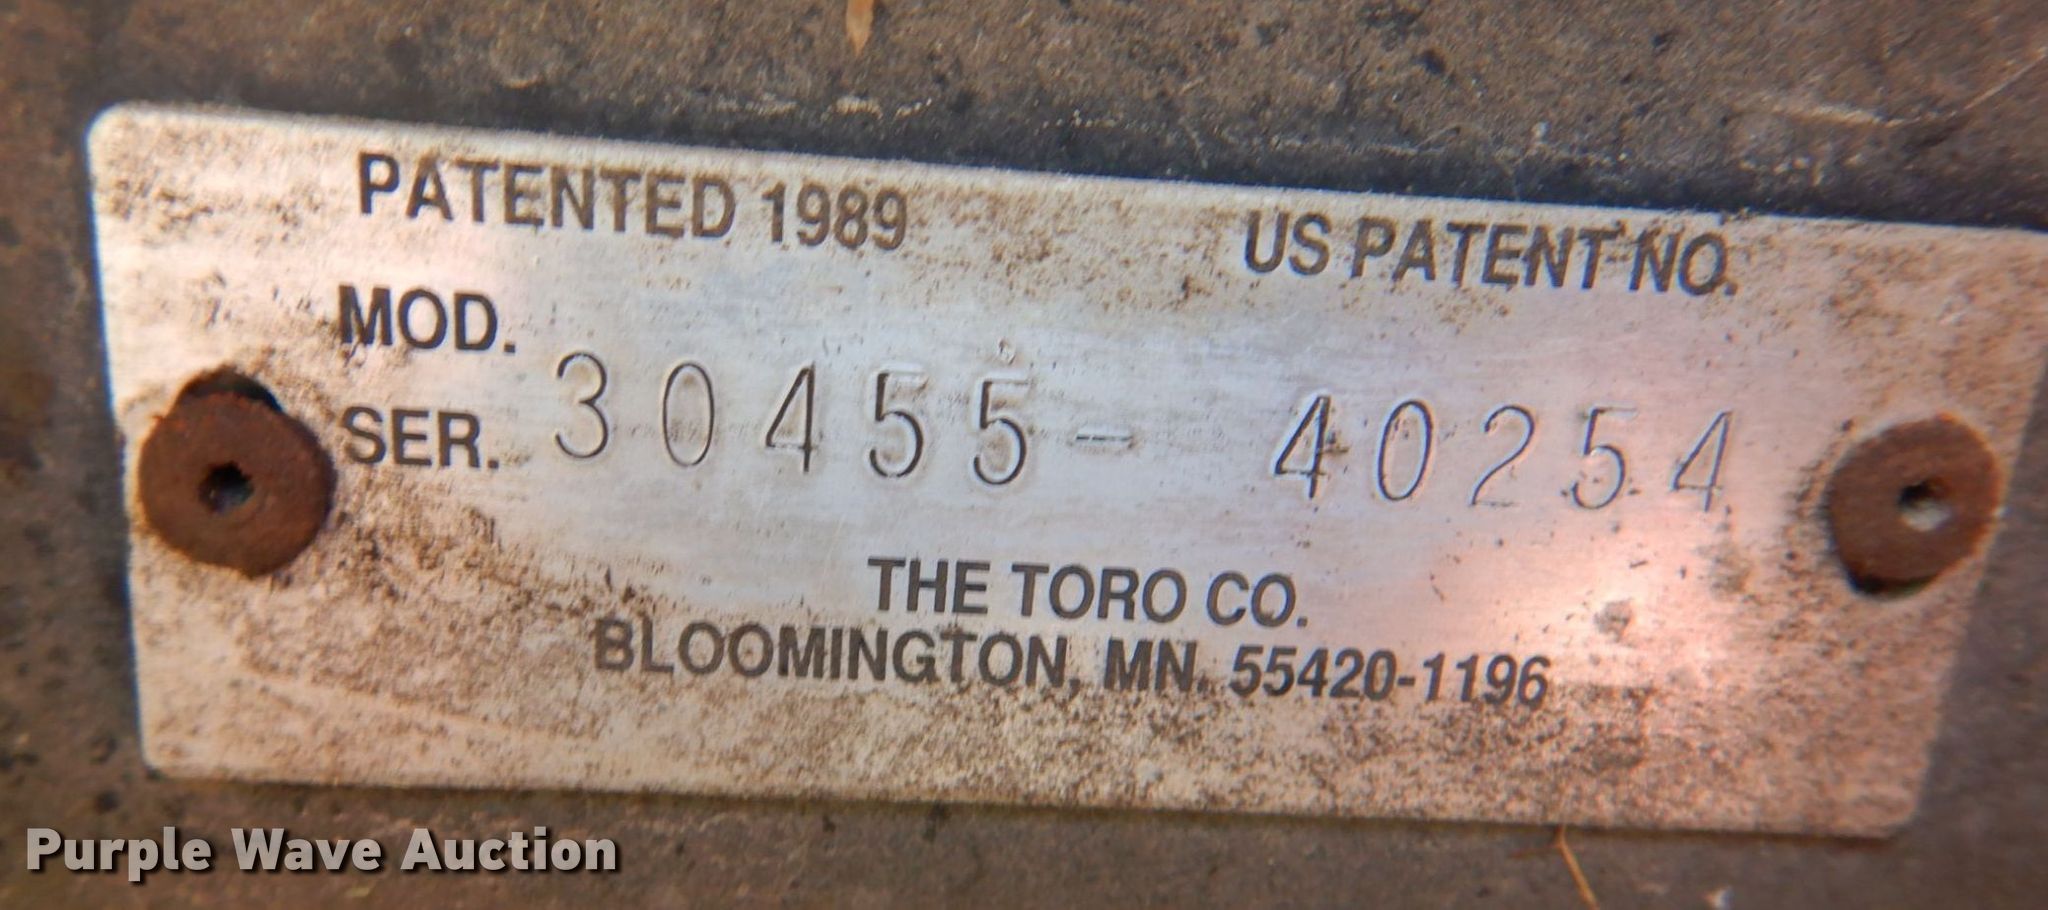 PATENTED 1989 US PATENT NO.
MOD.
SER. 30455- 40254
THE TORO CO.
BLOOMINGTON, MN. 55420-1196
Purple Wave Auction